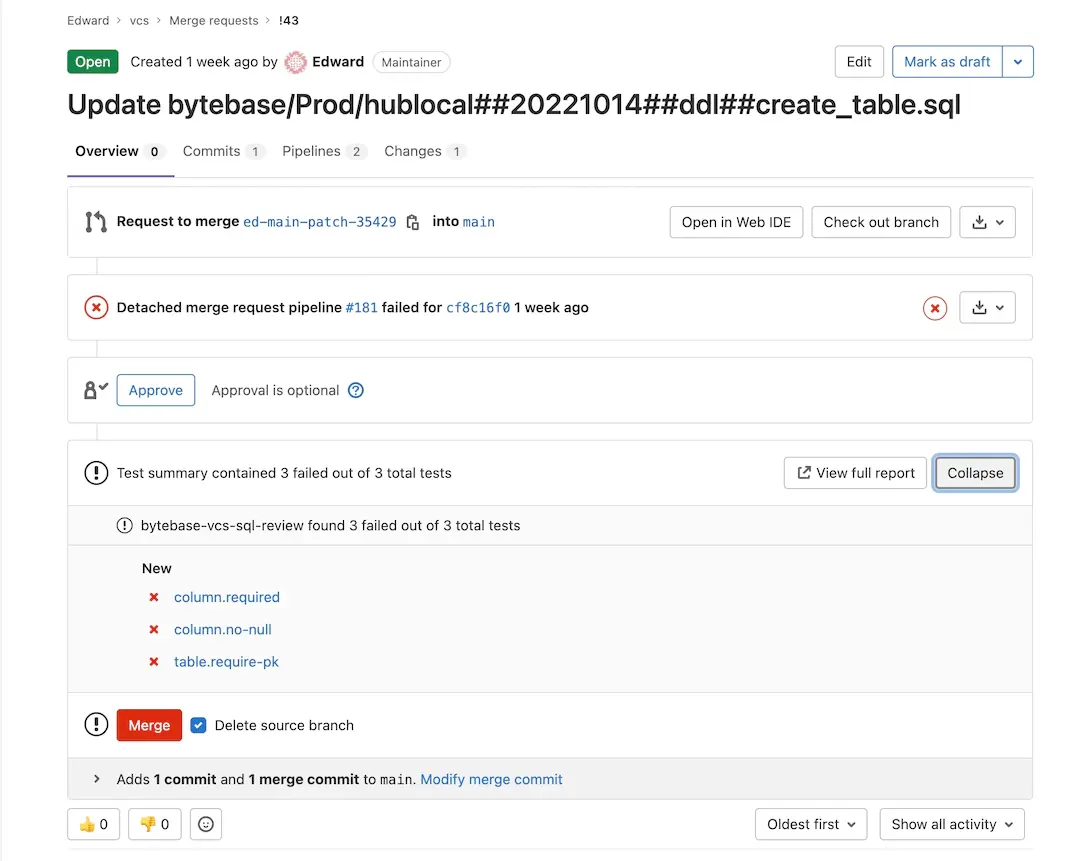 Edward > vcs > Merge requests > !43
Open Created 1 week ago by Edward Maintainer Edit Mark as draft
Update bytebase/Prod/hublocal##20221014##ddl##create_table.sql
Overview 0 Commits 1 Pipelines 2 Changes 1
Request to merge ed-main-patch-35429 into main Open in Web IDE Check out branch
Detached merge request pipeline #181 failed for cf8c16f0 1 week ago
Approve Approval is optional
Test summary contained 3 failed out of 3 total tests View full report Collapse
bytebase-vcs-sql-review found 3 failed out of 3 total tests
New
column.required
column.no-null
table.require-pk
Merge Delete source branch
Adds 1 commit and 1 merge commit to main. Modify merge commit
👍 0 👎 0 Oldest first Show all activity